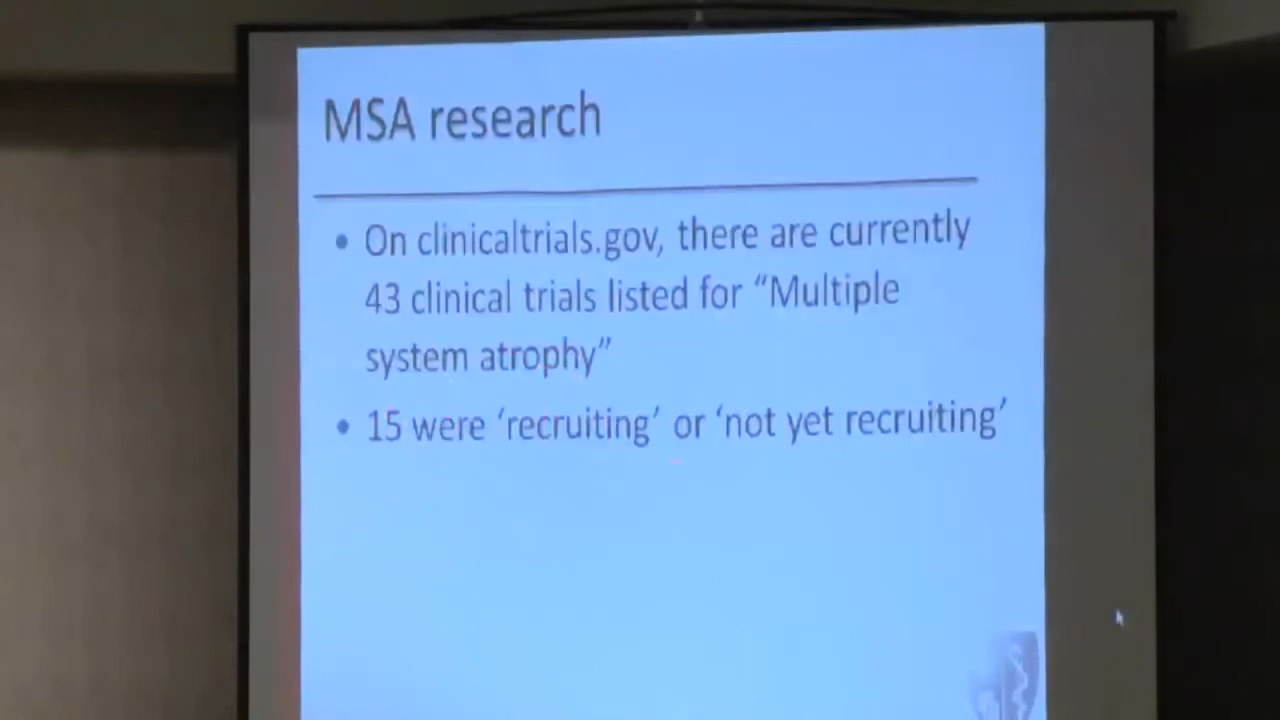 MSA research
• On clinicaltrials.gov, there are currently
43 clinical trials listed for “Multiple
system atrophy”
• 15 were ‘recruiting’ or ‘not yet recruiting’